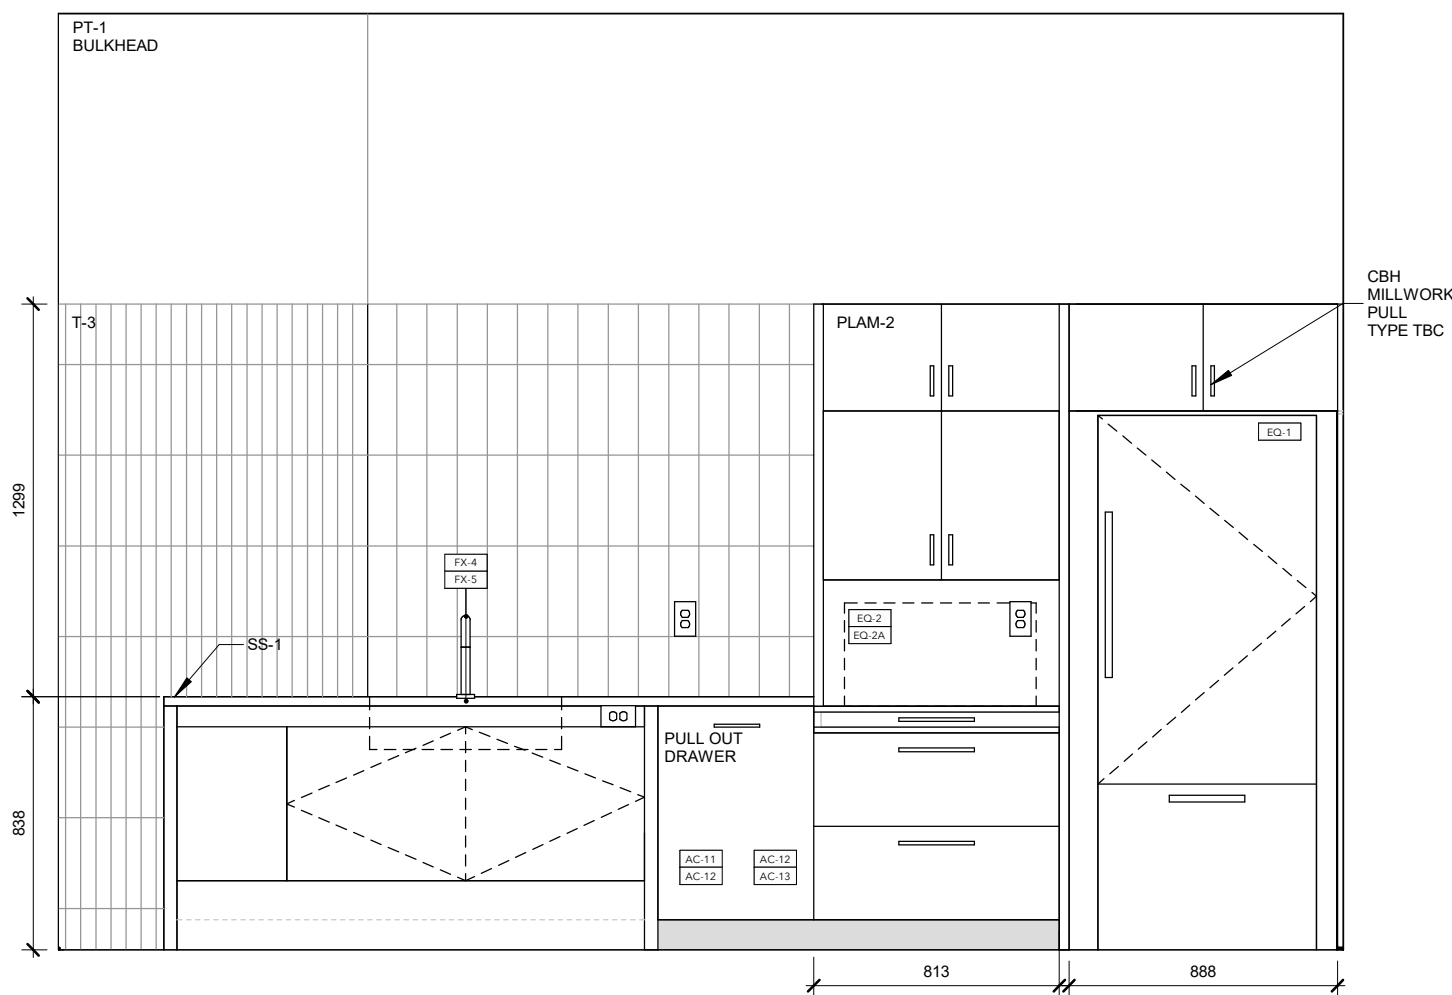 PT-1
BULKHEAD
CBH
MILLWORK
PULL
TYPE TBC
T-3
PLAM-2
EQ-1
1299
FX-4
FX-5
EQ-2
EQ-2A
SS-1
PULL OUT
DRAWER
838
AC-11
AC-12
AC-12
AC-13
813
888